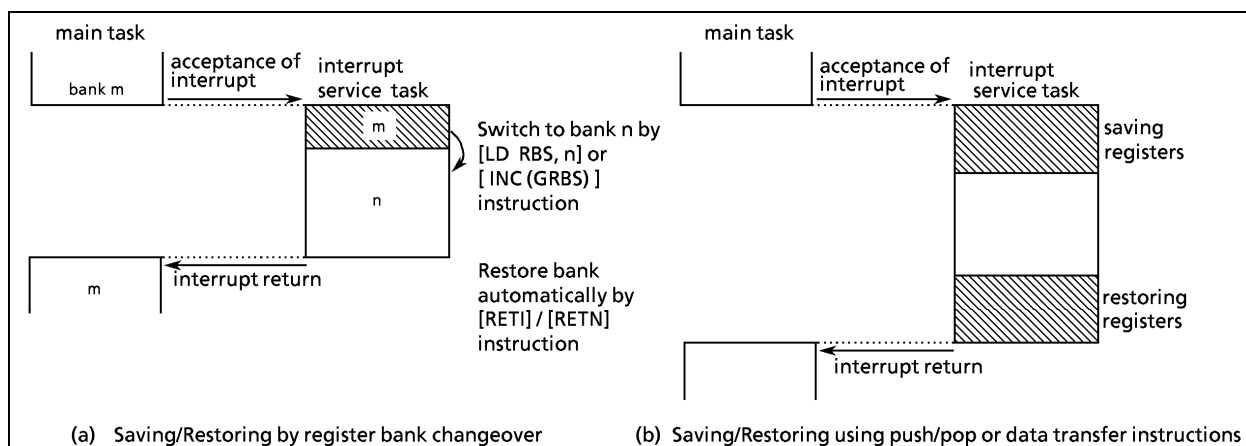 main task
bank m
acceptance of
interrupt
interrupt
service task
m
n
Switch to bank n by
[LD RBS, n] or
[ INC (GRBS) ]
instruction
interrupt return
m
Restore bank
automatically by
[RETI] / [RETN]
instruction
(a) Saving/Restoring by register bank changeover
main task
acceptance of
interrupt
interrupt
service task
saving
registers
restoring
registers
interrupt return
(b) Saving/Restoring using push/pop or data transfer instructions